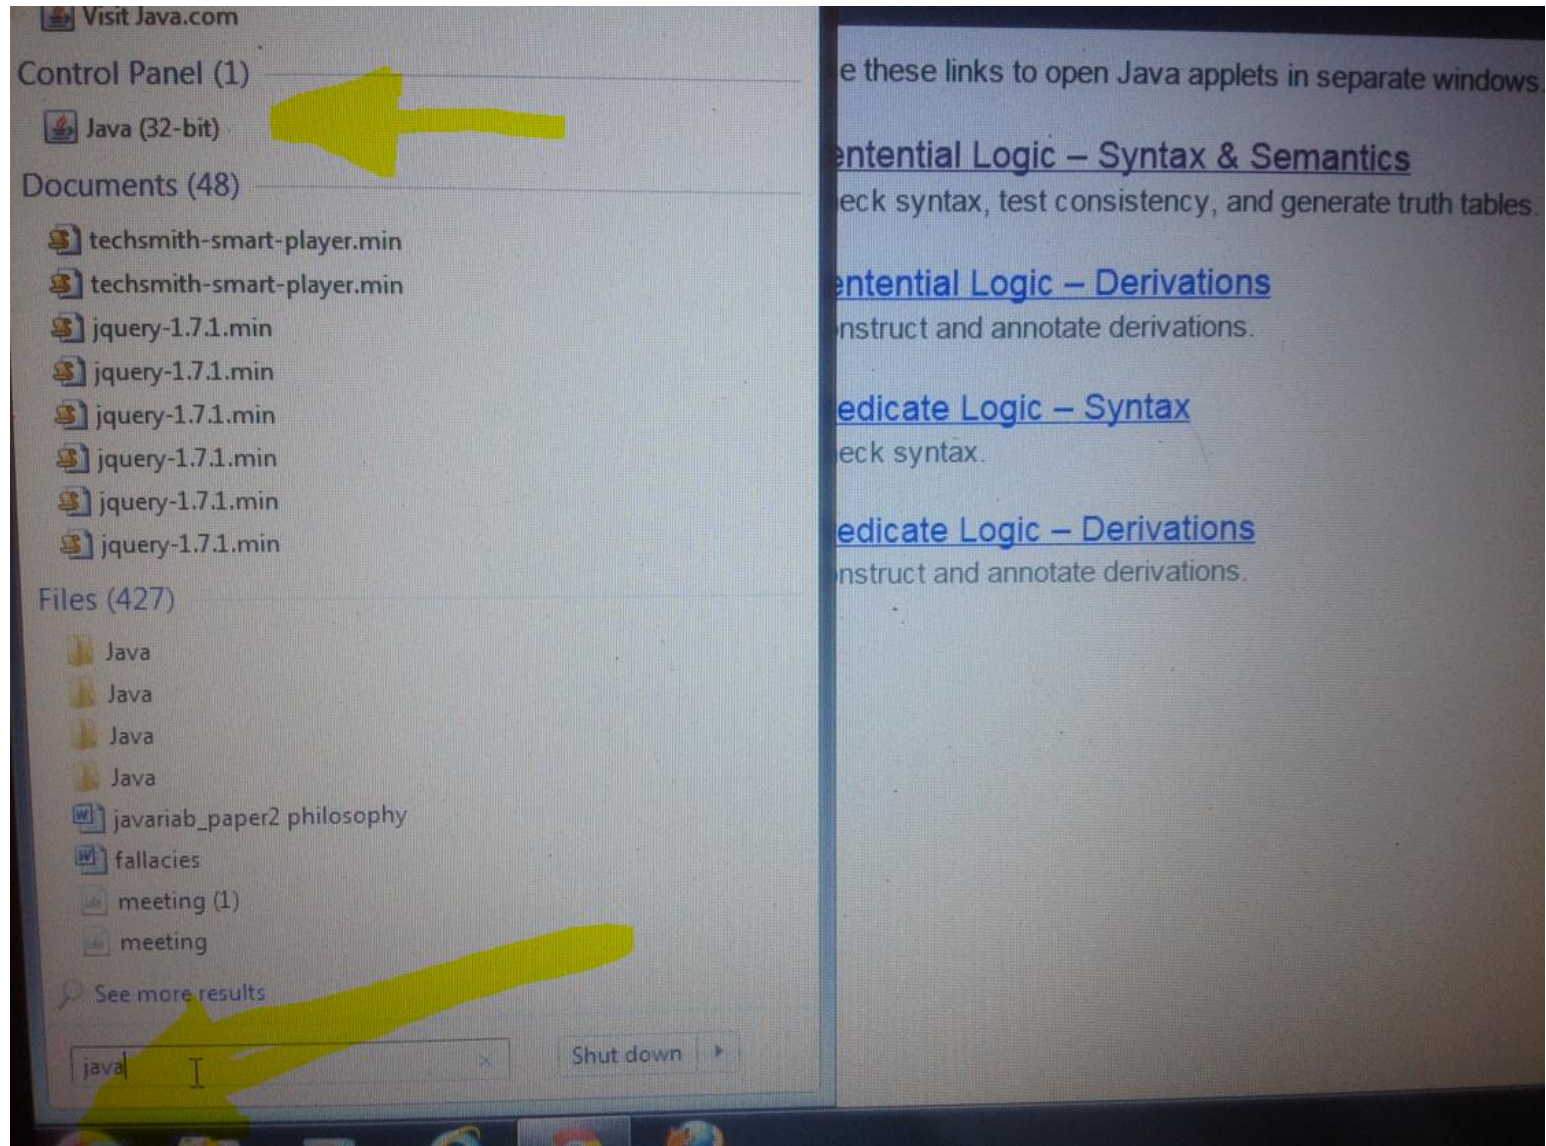 Visit Java.com
Control Panel (1)
Java (32-bit)
Documents (48)
techsmith-smart-player.min
techsmith-smart-player.min
jquery-1.7.1.min
jquery-1.7.1.min
jquery-1.7.1.min
jquery-1.7.1.min
jquery-1.7.1.min
jquery-1.7.1.min
Files (427)
Java
Java
Java
Java
javariab_paper2 philosophy
fallacies
meeting (1)
meeting
See more results
java
Shut down
e these links to open Java applets in separate windows.
entential Logic – Syntax & Semantics
eck syntax, test consistency, and generate truth tables.
entential Logic – Derivations
nstruct and annotate derivations.
edicate Logic – Syntax
eck syntax.
edicate Logic – Derivations
nstruct and annotate derivations.